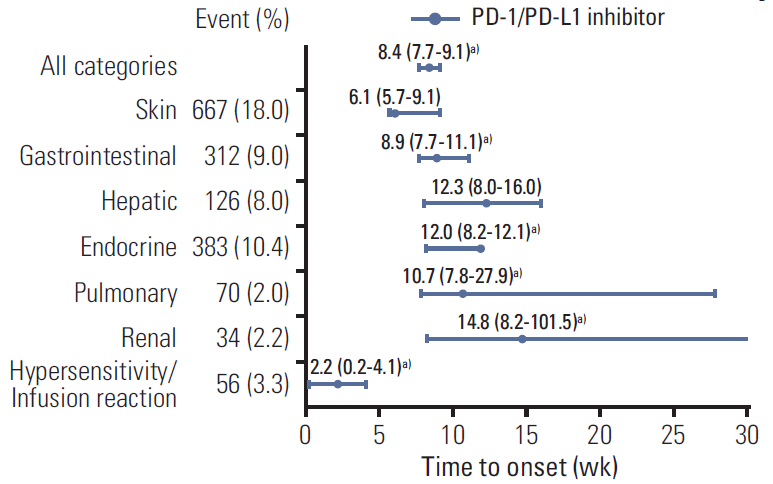 Event (%)
PD-1/PD-L1 inhibitor
All categories
8.4 (7.7-9.1)a)
Skin 667 (18.0)
6.1 (5.7-9.1)
Gastrointestinal 312 (9.0)
8.9 (7.7-11.1)a)
Hepatic 126 (8.0)
12.3 (8.0-16.0)
Endocrine 383 (10.4)
12.0 (8.2-12.1)a)
Pulmonary 70 (2.0)
10.7 (7.8-27.9)a)
Renal 34 (2.2)
14.8 (8.2-101.5)a)
Hypersensitivity/
Infusion reaction 56 (3.3)
2.2 (0.2-4.1)a)
0 5 10 15 20 25 30
Time to onset (wk)